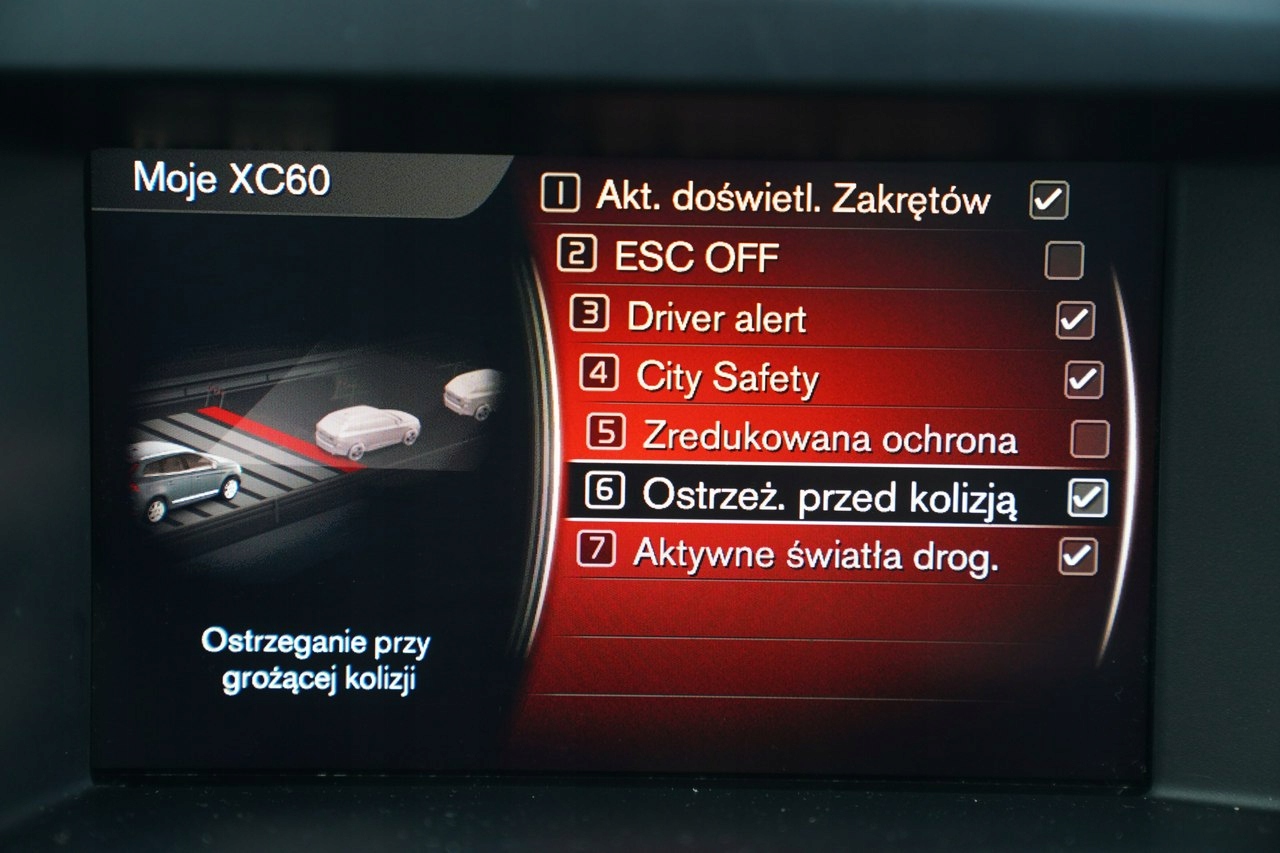 Moje XC60
1 Akt. doświetl. Zakrętów
2 ESC OFF
3 Driver alert
4 City Safety
5 Zredukowana ochrona
6 Ostrzeż. przed kolizją
7 Aktywne światła drog.
Ostrzeganie przy
grożącej kolizji